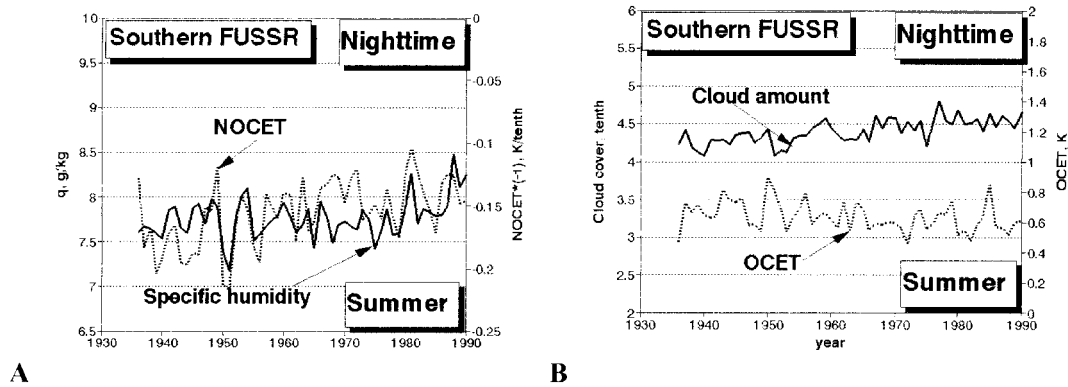 10
0
Southern FUSSR
Nighttime
9.5
-0.05
9
NOCET
8.5
-0.1
q, g/kg
8
-0.15
NOCET*(-1), K/tenth
7.5
-0.2
7
Specific humidity
Summer
6.5
-0.25
1930 1940 1950 1960 1970 1980 1990
A
6
2
Southern FUSSR
Nighttime
1.8
5.5
1.6
5
1.4
Cloud amount
4.5
1.2
Cloud cover tenth
4
1
OCET, K
3.5
0.8
3
0.6
OCET
0.4
2.5
Summer
0.2
2
0
1930 1940 1950 1960 1970 1980 1990
year
B